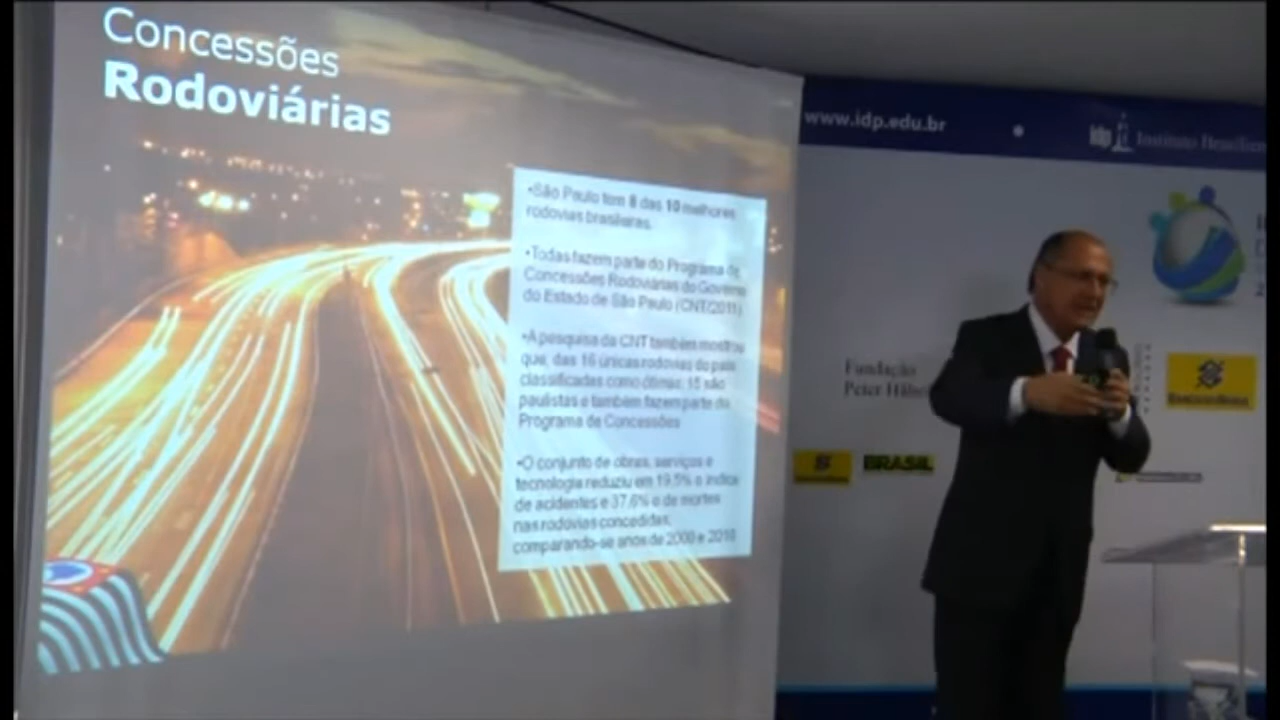 Concessões
Rodoviárias
•São Paulo tem 8 das 10 melhores
rodovias brasileiras.
•Todas fazem parte do Programa de
Concessões Rodoviárias do Governo
do Estado de São Paulo (CNT/2011)
•A pesquisa da CNT também mostrou
que, das 16 únicas rodovias do país
classificadas como ótimas, 15 são
paulistas e também fazem parte do
Programa de Concessões
•O conjunto de obras, serviços e
tecnologia reduziu em 19,5% o índice
de acidentes e 37,6% o de mortes
nas rodovias concedidas,
comparando-se anos de 2000 e 2010
www.idp.edu.br
idp Instituto
Fundação
Peter
BRASIL